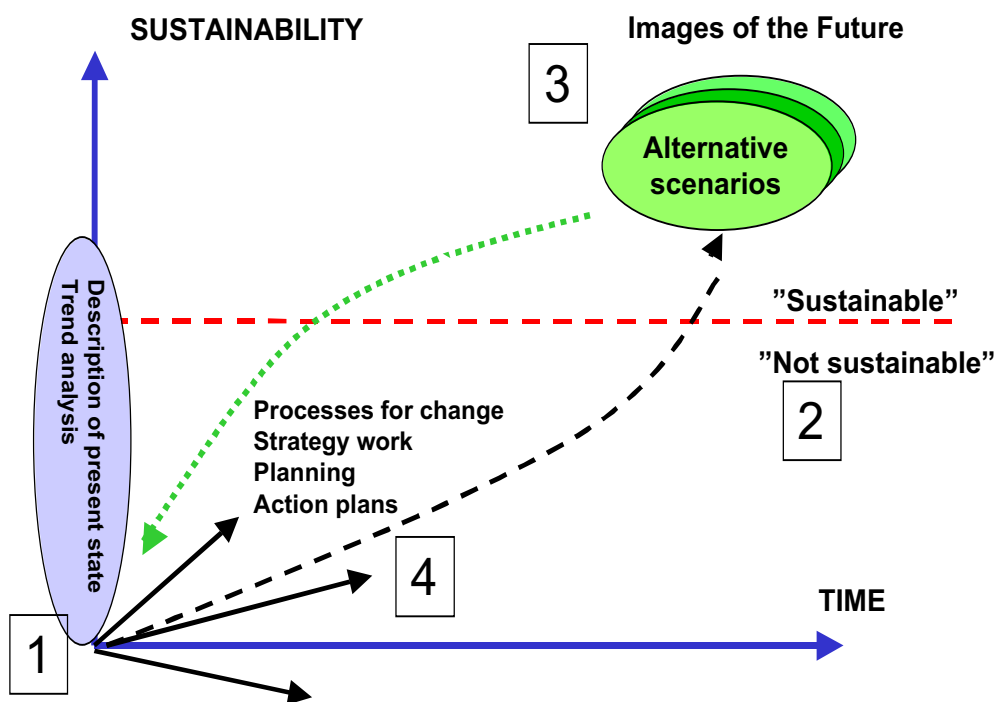 SUSTAINABILITY
Images of the Future
3
Alternative
scenarios
Description of present state
Trend analysis
”Sustainable”
”Not sustainable”
2
Processes for change
Strategy work
Planning
Action plans
4
TIME
1